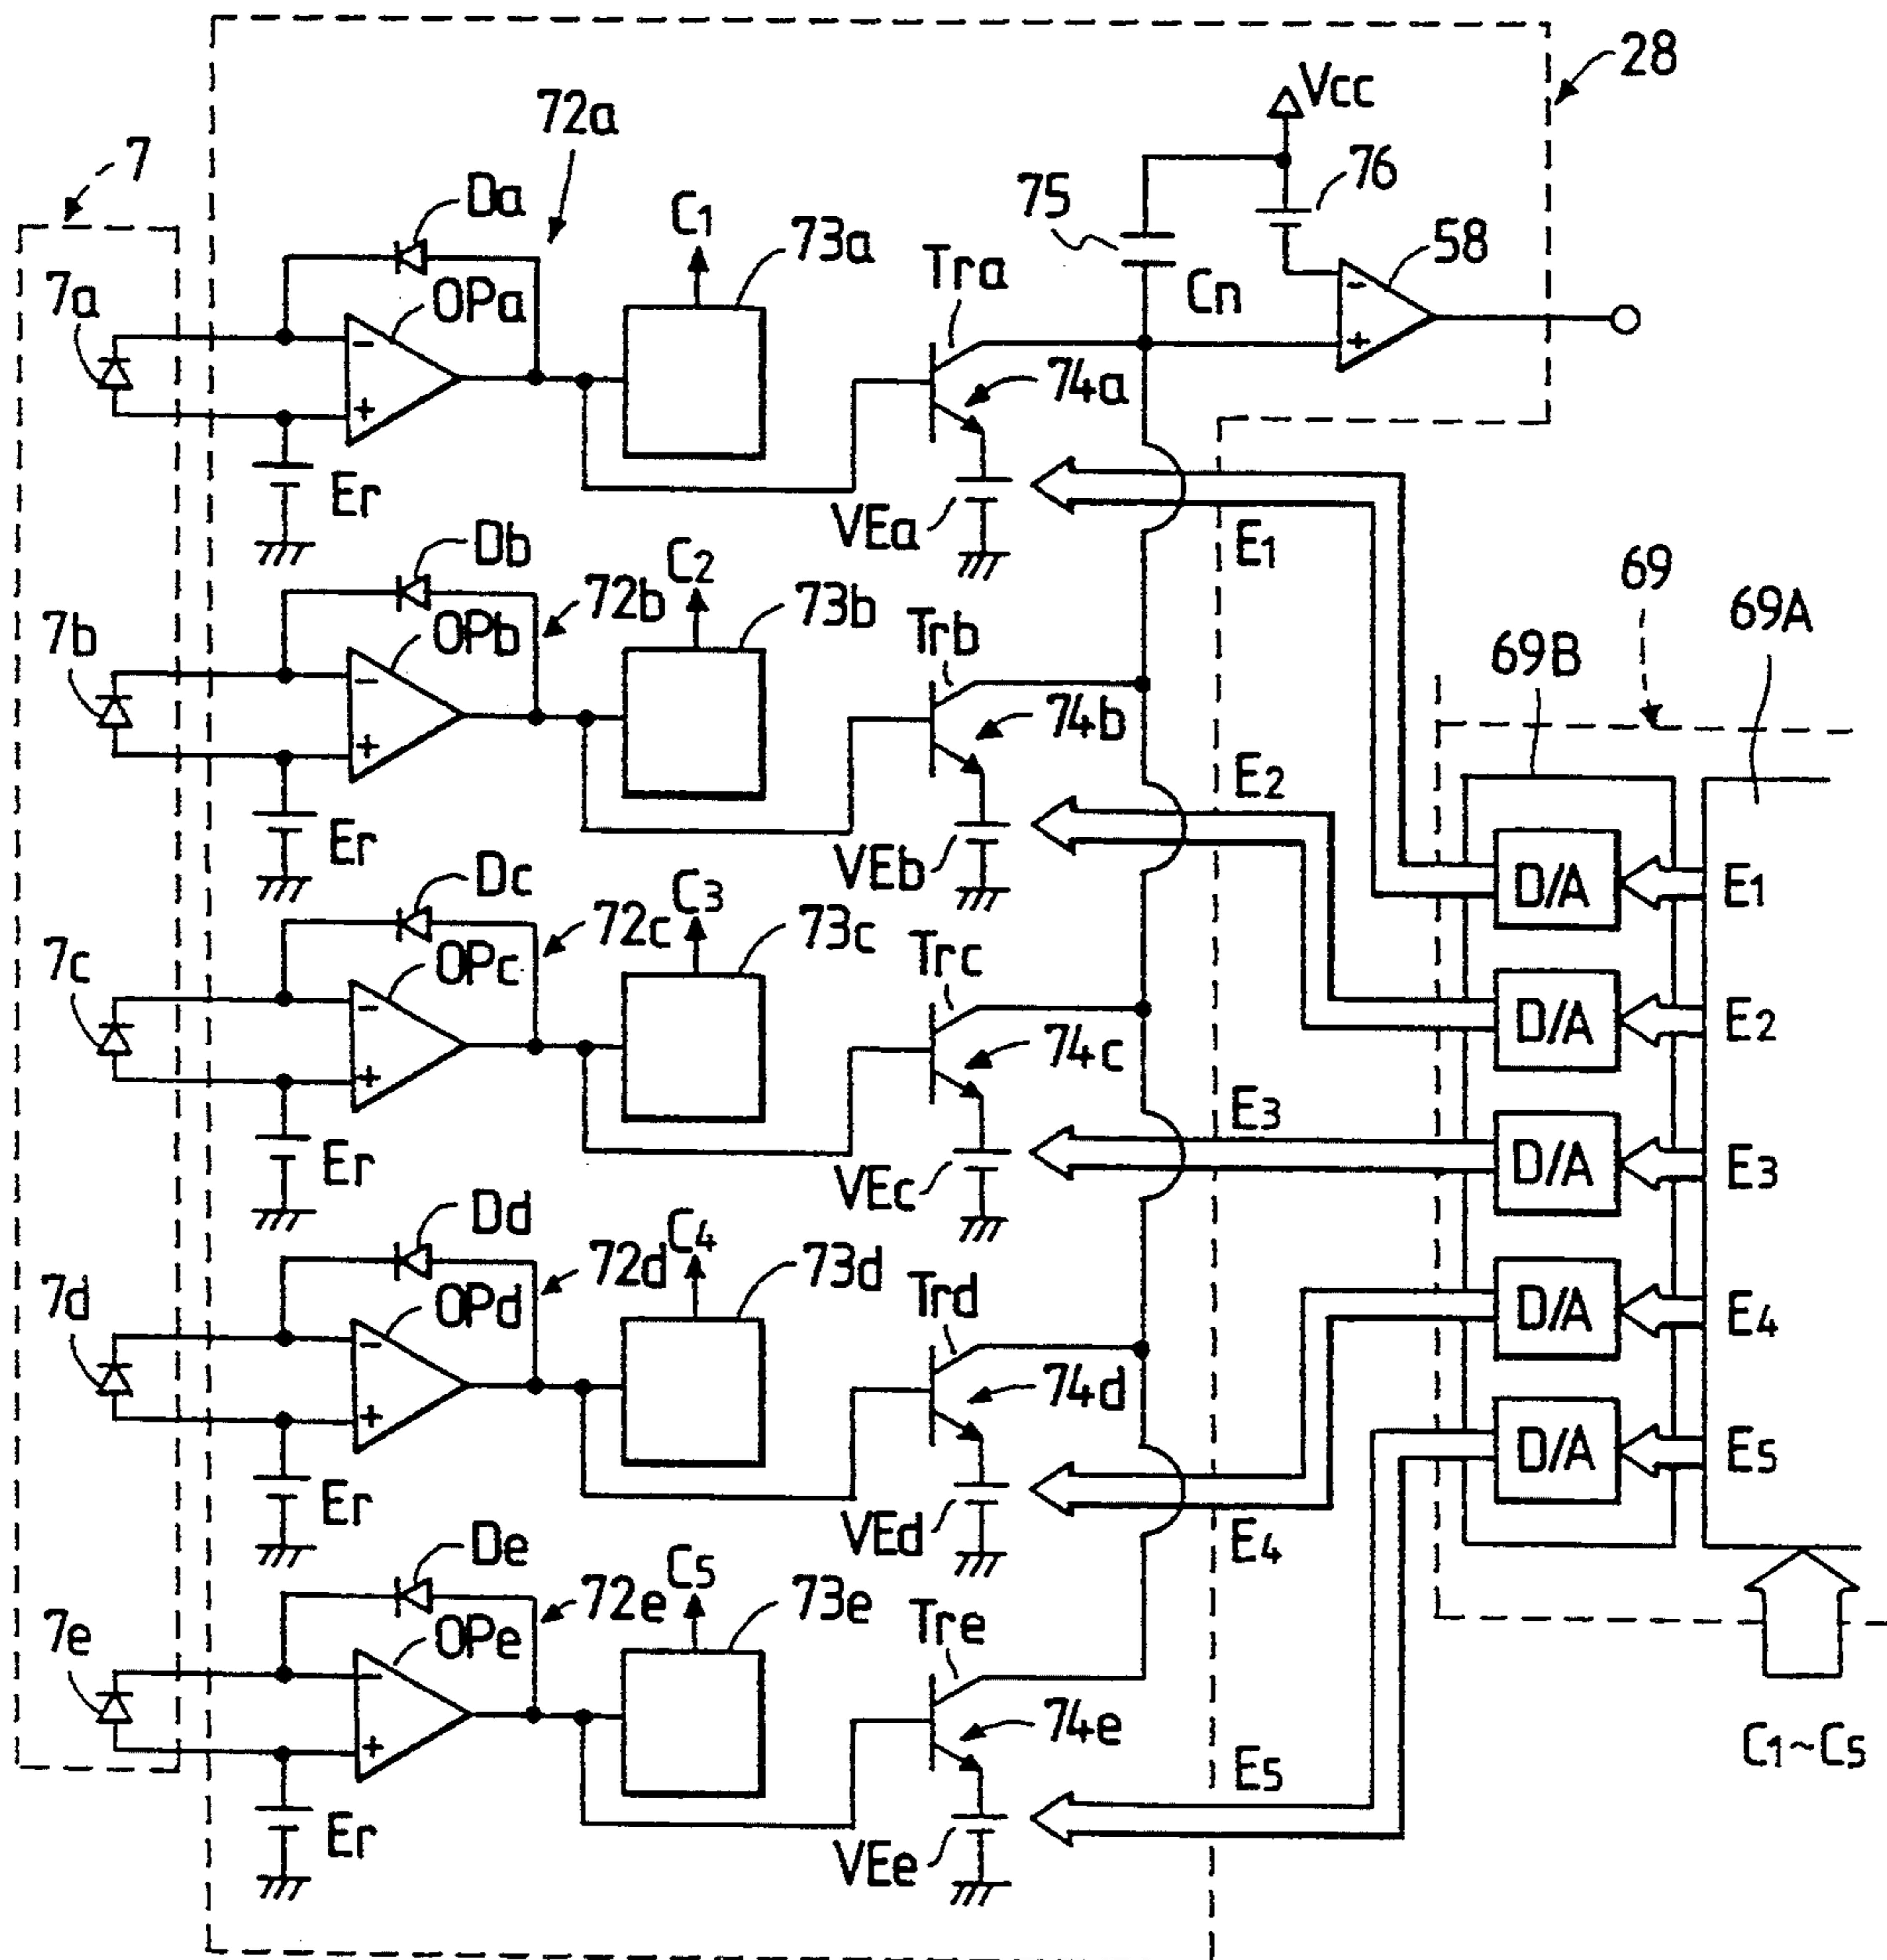 28
Vcc
72a
7
76
Da
75
C1
73a
58
Tra
7a
OPa
Cn
-
-
+
74a
+
Er
VEa
E1
Db
C2
69
72b
73b
69A
7b
OPb
Trb
69B
-
74b
+
E2
Er
VEb
Dc
C3
D/A
E1
72c
73c
7c
OPc
Trc
-
D/A
E2
74c
+
E3
Er
VEc
D/A
E3
Dd
C4
72d
73d
7d
OPd
Trd
D/A
E4
-
74d
+
D/A
E5
Er
VEd
E4
De
C5
72e
73e
7e
OPe
Tre
-
74e
+
C1~C5
E5
Er
VEe